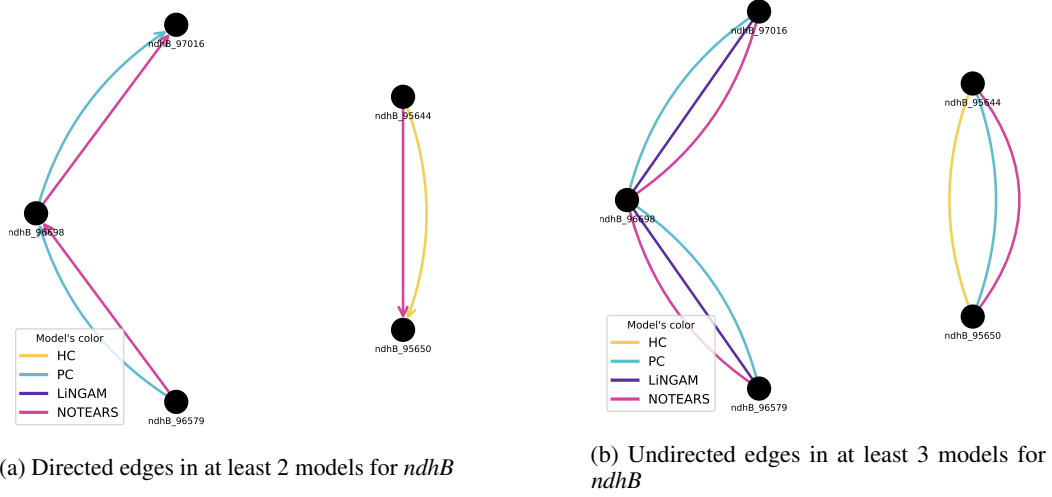 ndhB_97016
ndhB_95644
ndhB_96698
ndhB_95650
ndhB_96579
Model's color
HC
PC
LiNGAM
NOTEARS
(a) Directed edges in at least 2 models for ndhB
ndhB_97016
ndhB_95644
ndhB_96698
ndhB_95650
ndhB_96579
Model's color
HC
PC
LiNGAM
NOTEARS
(b) Undirected edges in at least 3 models for
ndhB